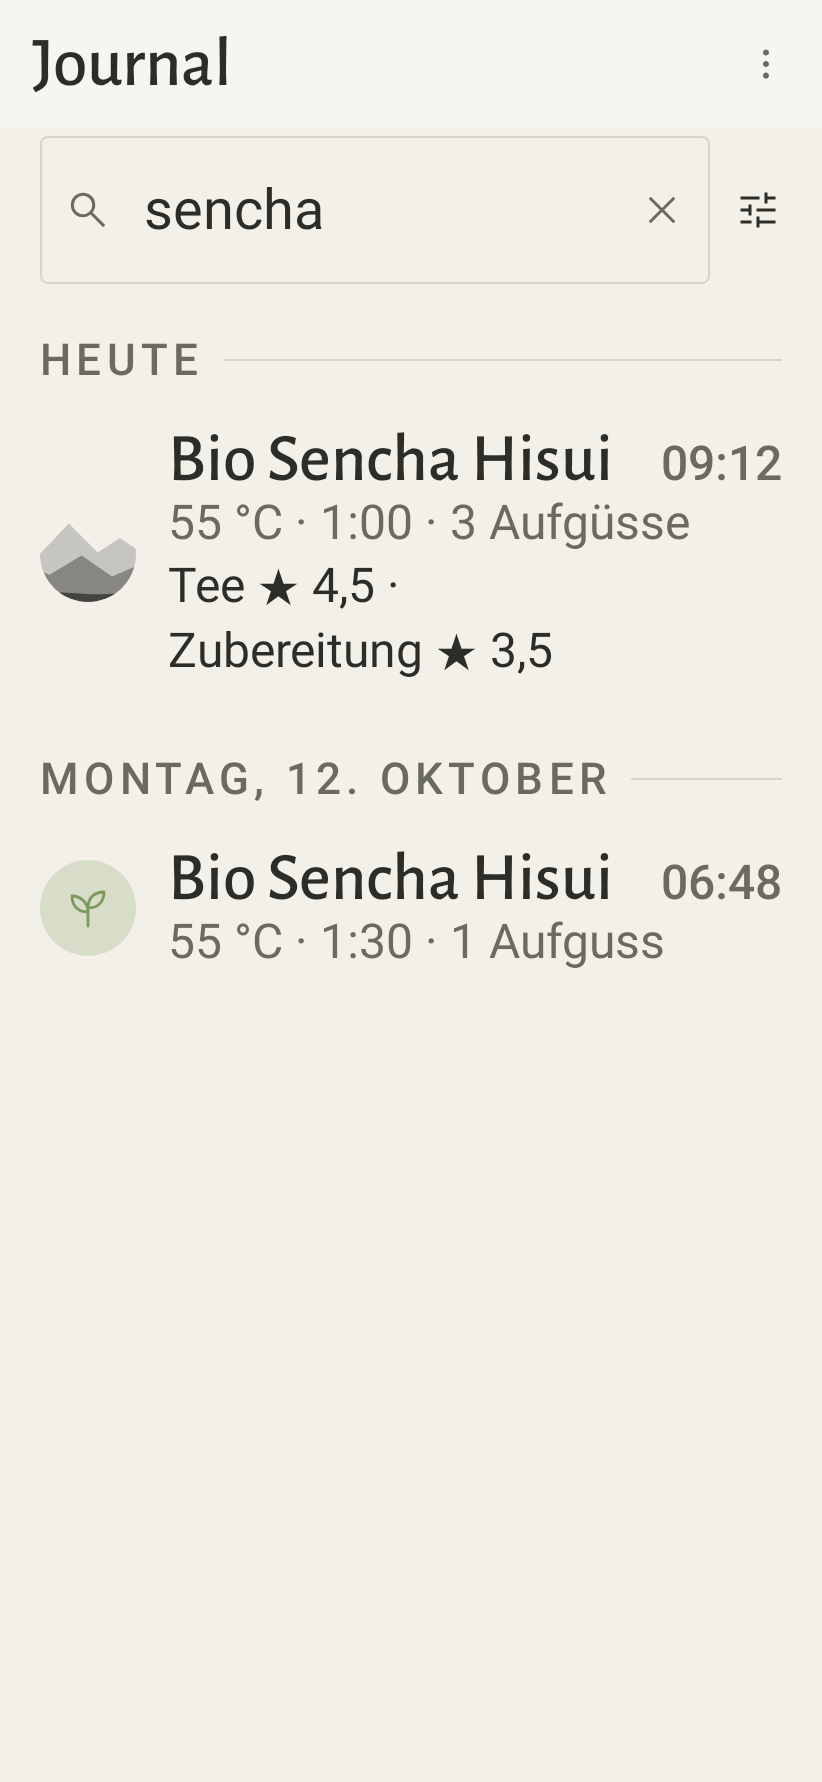 Journal
sencha
HEUTE
Bio Sencha Hisui 09:12
55 °C · 1:00 · 3 Aufgüsse
Tee ★ 4,5 ·
Zubereitung ★ 3,5
MONTAG, 12. OKTOBER
Bio Sencha Hisui 06:48
55 °C · 1:30 · 1 Aufguss